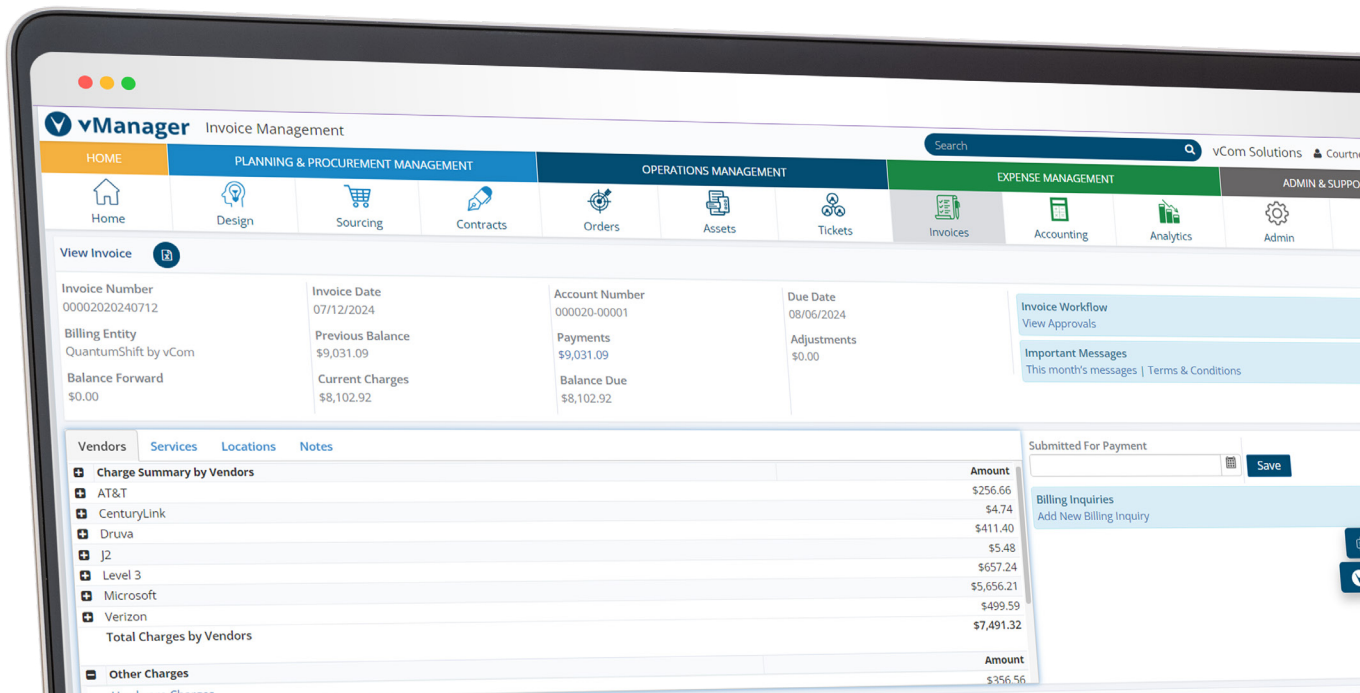 vManager Invoice Management
Search
vCom Solutions
HOME
PLANNING & PROCUREMENT MANAGEMENT
OPERATIONS MANAGEMENT
EXPENSE MANAGEMENT
ADMIN &
Home
Design
Sourcing
Contracts
Orders
Assets
Tickets
Invoices
Accounting
Analytics
Admin
View Invoice
Invoice Number
00002020240712
Invoice Date
07/12/2024
Account Number
000020-00001
Due Date
08/06/2024
Billing Entity
QuantumShift by vCom
Previous Balance
$9,031.09
Payments
$9,031.09
Adjustments
$0.00
Balance Forward
$0.00
Current Charges
$8,102.92
Balance Due
$8,102.92
Invoice Workflow
View Approvals
Important Messages
This month's messages | Terms & Conditions
Vendors Services Locations Notes
Charge Summary by Vendors Amount
AT&T $256.66
CenturyLink $4.74
Druva $411.40
J2 $5.48
Level 3 $657.24
Microsoft $5,656.21
Verizon $499.59
Total Charges by Vendors $7,491.32
Other Charges Amount
$356.56
Submitted For Payment
Save
Billing Inquiries
Add New Billing Inquiry